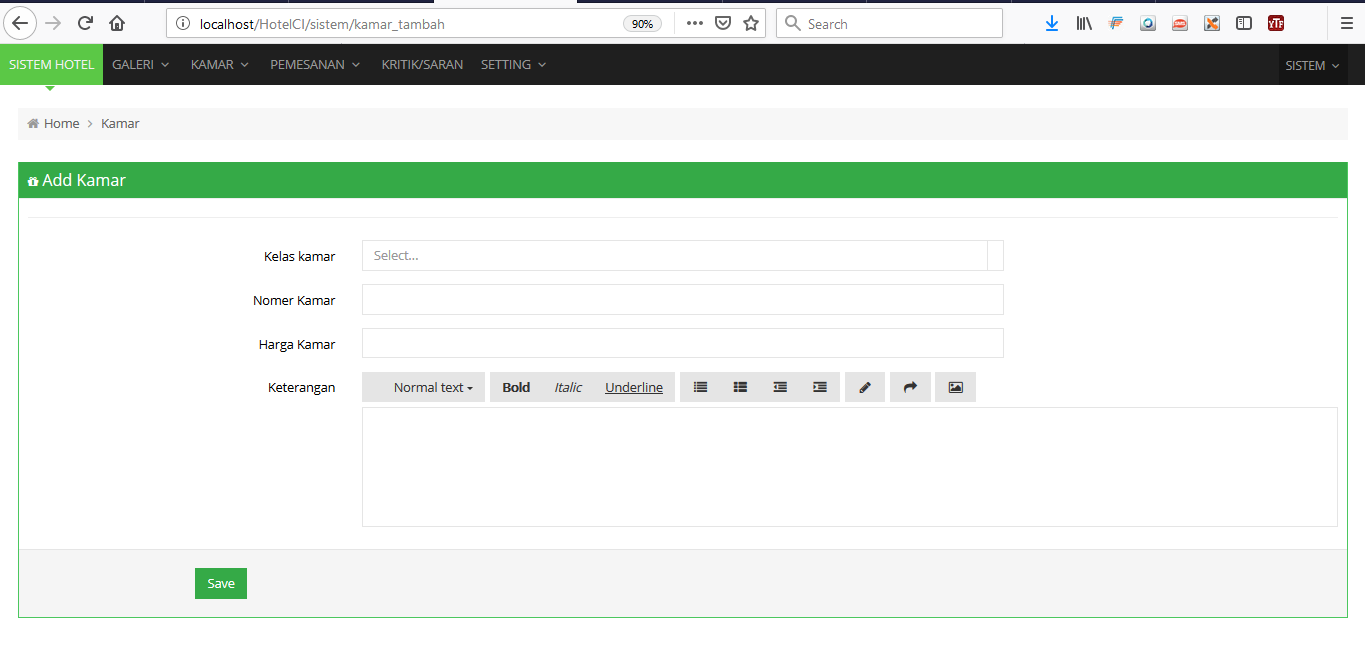 localhost/HotelCI/sistem/kamar_tambah 90% Search
SISTEM HOTEL GALERI KAMAR PEMESANAN KRITIK/SARAN SETTING SISTEM
Home > Kamar
Add Kamar
Kelas kamar Select...
Nomer Kamar
Harga Kamar
Keterangan Normal text Bold Italic Underline
Save